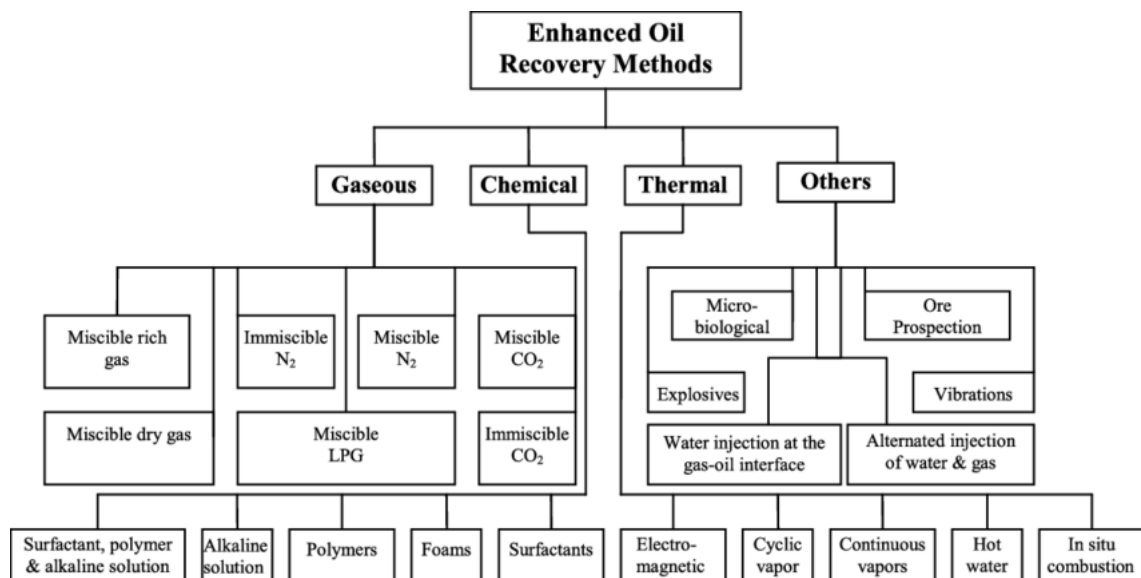 Enhanced Oil
Recovery Methods
Gaseous
Chemical
Thermal
Others
Miscible rich
gas
Immiscible
N₂
Miscible
N₂
Miscible
CO₂
Micro-
biological
Ore
Prospection
Explosives
Vibrations
Miscible dry gas
Miscible
LPG
Immiscible
CO₂
Water injection at the
gas-oil interface
Alternated injection
of water & gas
Surfactant, polymer
& alkaline solution
Alkaline
solution
Polymers
Foams
Surfactants
Electro-
magnetic
Cyclic
vapor
Continuous
vapors
Hot
water
In situ
combustion